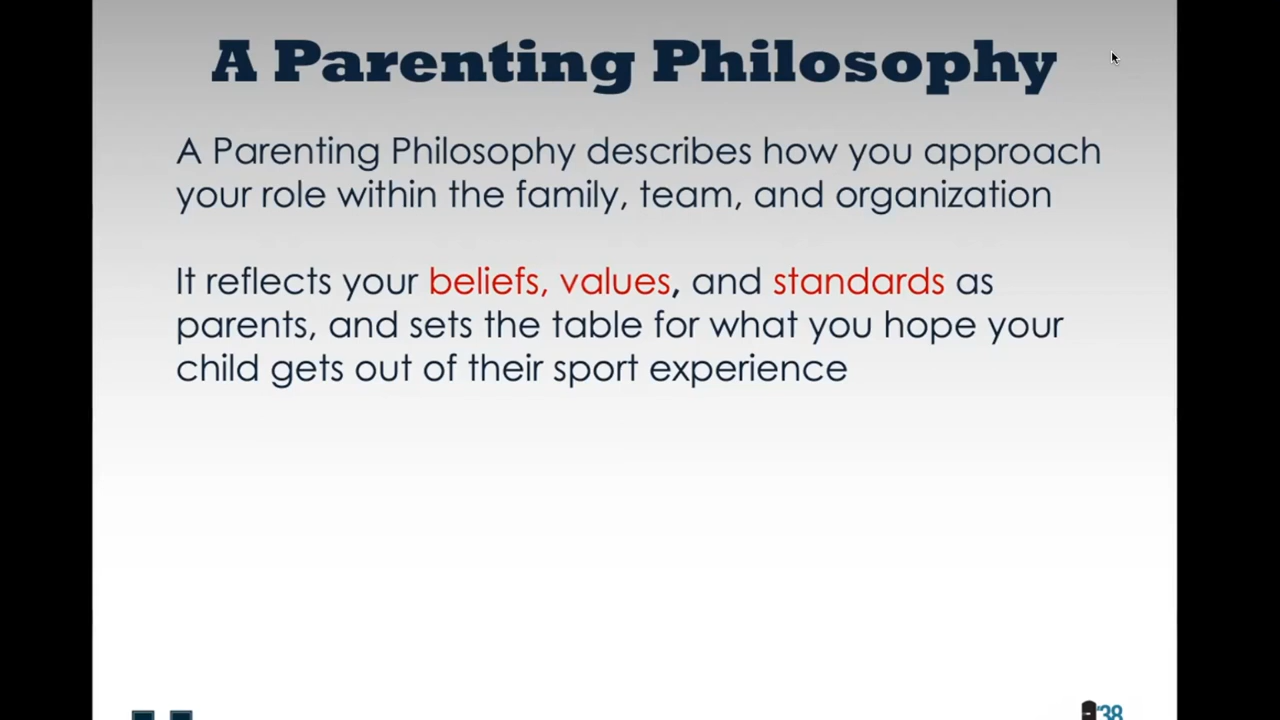 A Parenting Philosophy
A Parenting Philosophy describes how you approach
your role within the family, team, and organization
It reflects your beliefs, values, and standards as
parents, and sets the table for what you hope your
child gets out of their sport experience
'38